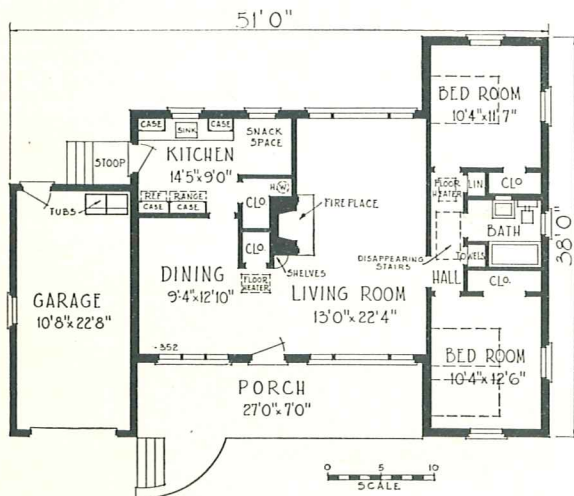 51'0"
BED ROOM
10'4"x11'7"
CASE
SINK
CASE
SNACK
SPACE
STOOP
KITCHEN
14'5"x9'0"
H.W.
FLOOR
HEATER
LIN.
CLO
REF.
RANGE
CASE
CASE
CLO
FIREPLACE
TUBS
BATH
38'0"
CLO.
SHELVES
DISAPPEARING
STAIRS
TOWELS
DINING
9'-4"x12'10"
FLOOR
HEATER
LIVING ROOM
13'0"x22'4"
HALL
CLO.
GARAGE
10'8"x22'8"
BED ROOM
10'4"x12'6"
-352
PORCH
27'0"x7'0"
0 5 10
SCALE